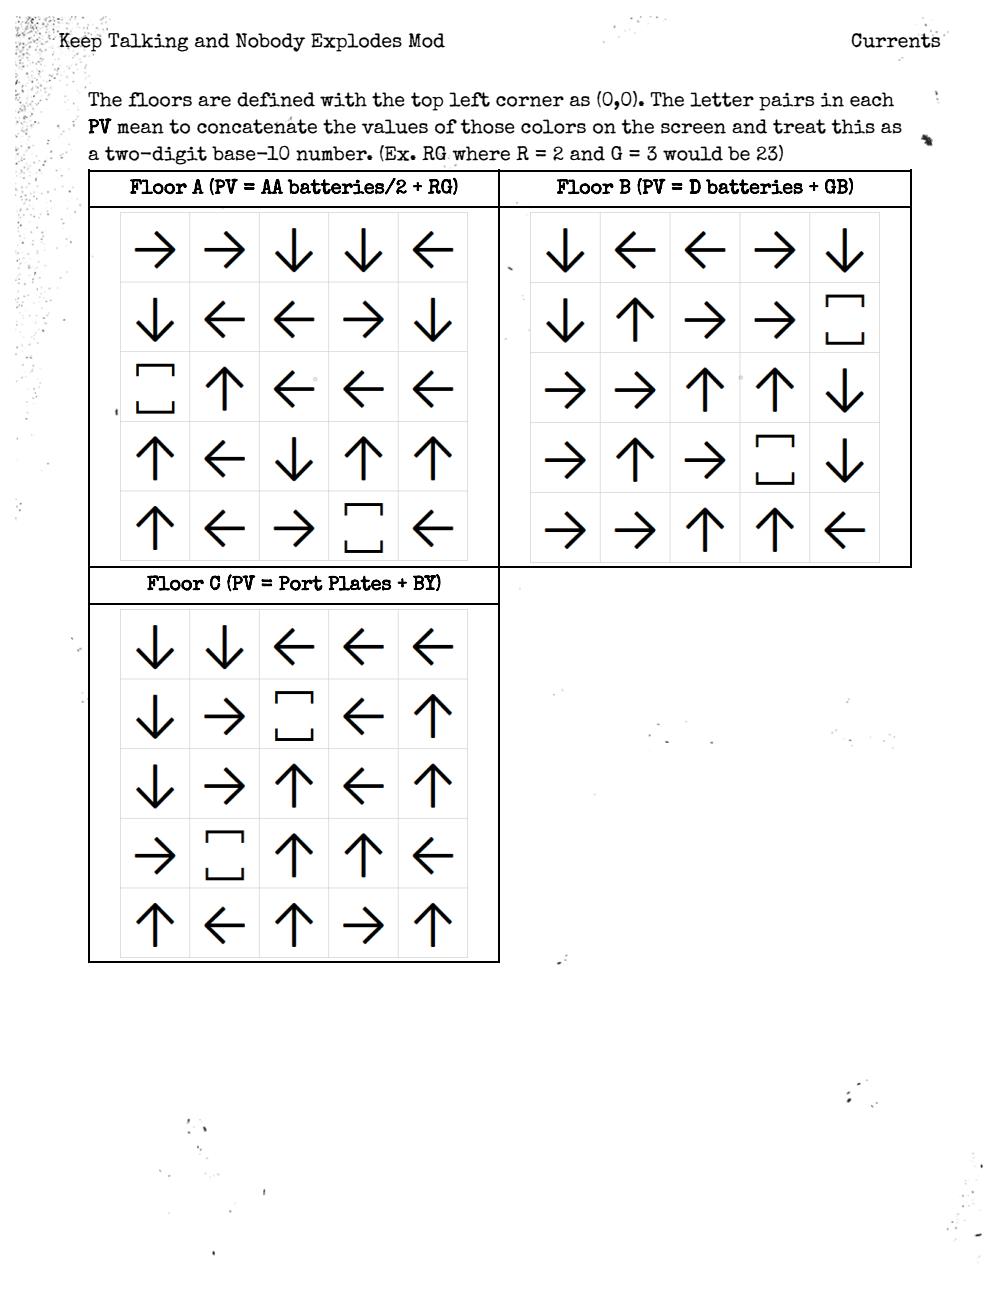 Keep Talking and Nobody Explodes Mod
Currents
The floors are defined with the top left corner as (0,0). The letter pairs in each
PV mean to concatenate the values of those colors on the screen and treat this as
a two-digit base-10 number. (Ex. RG where R = 2 and G = 3 would be 23)
Floor A (PV = AA batteries/2 + RG)
Floor B (PV = D batteries + GB)
→ → ↓ ↓ ←
↓ ← ← → ↓
↑ ← ← ←
↑ ← ↓ ↑ ↑
↑ ← → ←
↓ ← ← → ↓
↓ ↑ → →
→ → ↑ ↑ ↓
→ ↑ → ↓
→ → ↑ ↑ ←
Floor C (PV = Port Plates + BY)
↓ ↓ ← ← ←
↓ → ← ↑
↓ → ↑ ← ↑
→ ↑ ↑ ←
↑ ← ↑ → ↑